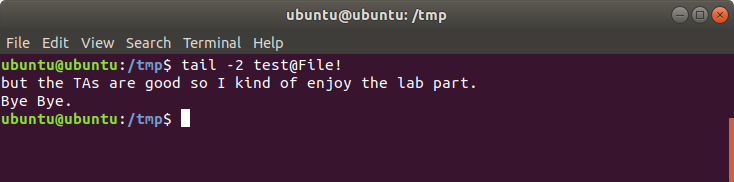 ubuntu@ubuntu: /tmp
File Edit View Search Terminal Help
ubuntu@ubuntu:/tmp$ tail -2 test@File!
but the TAs are good so I kind of enjoy the lab part.
Bye Bye.
ubuntu@ubuntu:/tmp$